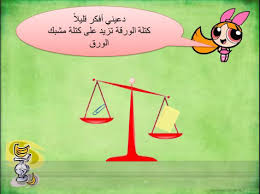 دعيني أفكر قليلاً
كتلة الورقة تزيد على كتلة مشبك
الورق